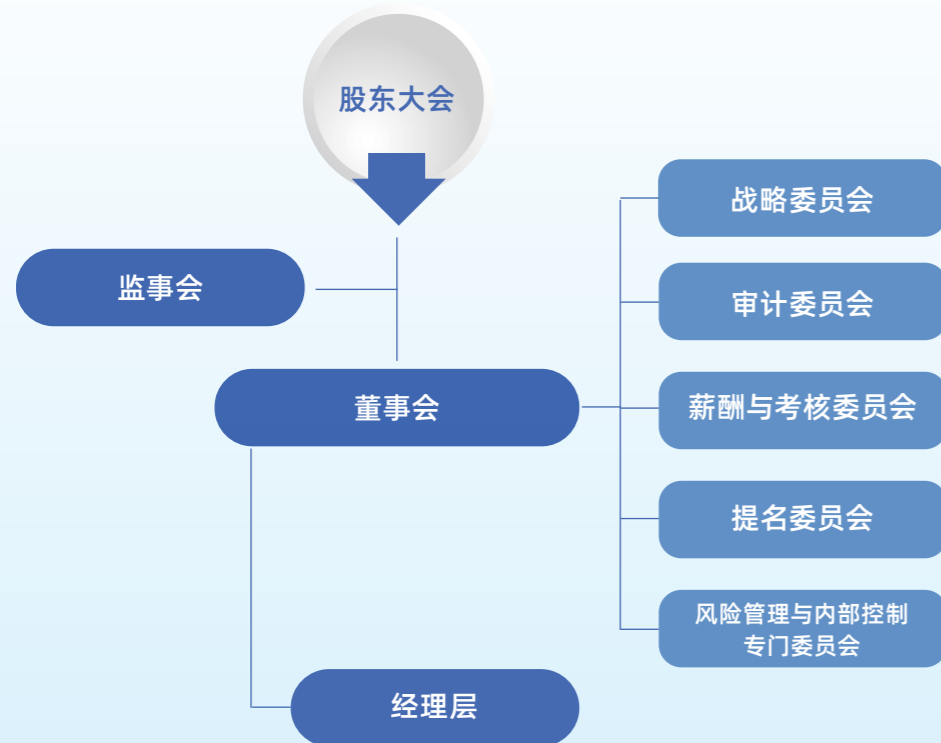 股东大会
监事会
董事会
战略委员会
审计委员会
薪酬与考核委员会
提名委员会
风险管理与内部控制
专门委员会
经理层